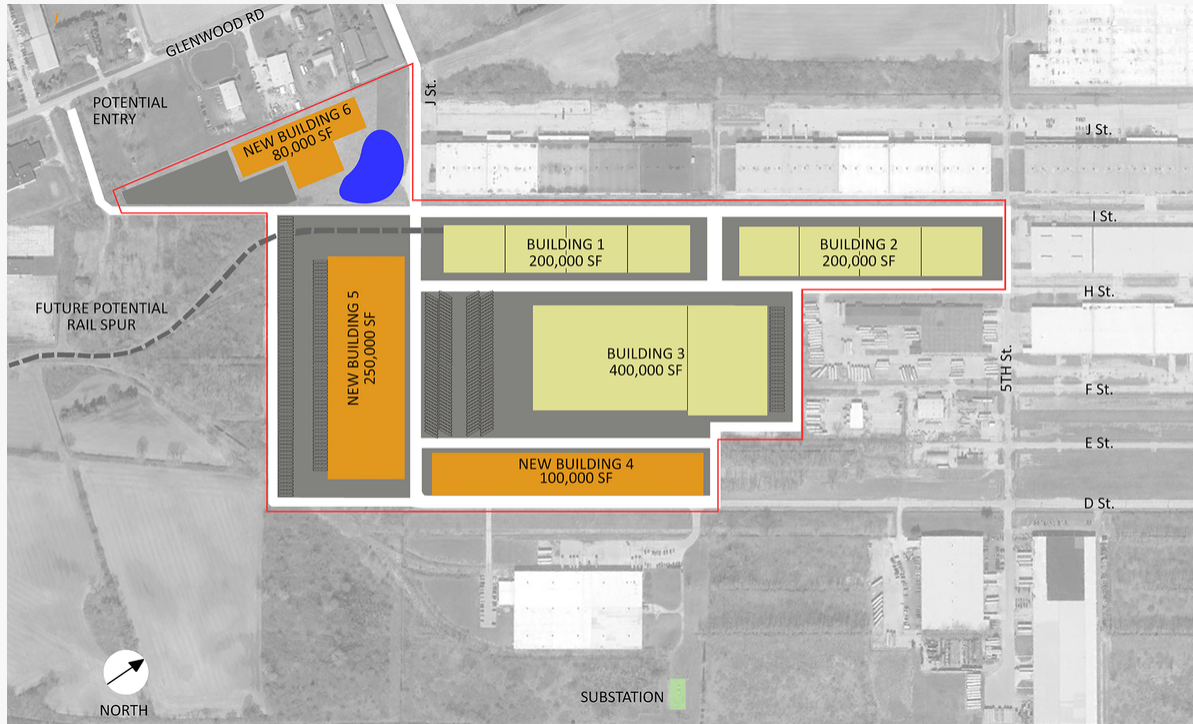 GLENWOOD RD
POTENTIAL
ENTRY
J St.
NEW BUILDING 6
80,000 SF
J St.
I St.
BUILDING 1
200,000 SF
BUILDING 2
200,000 SF
H St.
FUTURE POTENTIAL
RAIL SPUR
NEW BUILDING 5
250,000 SF
BUILDING 3
400,000 SF
5TH St.
F St.
E St.
NEW BUILDING 4
100,000 SF
D St.
SUBSTATION
NORTH